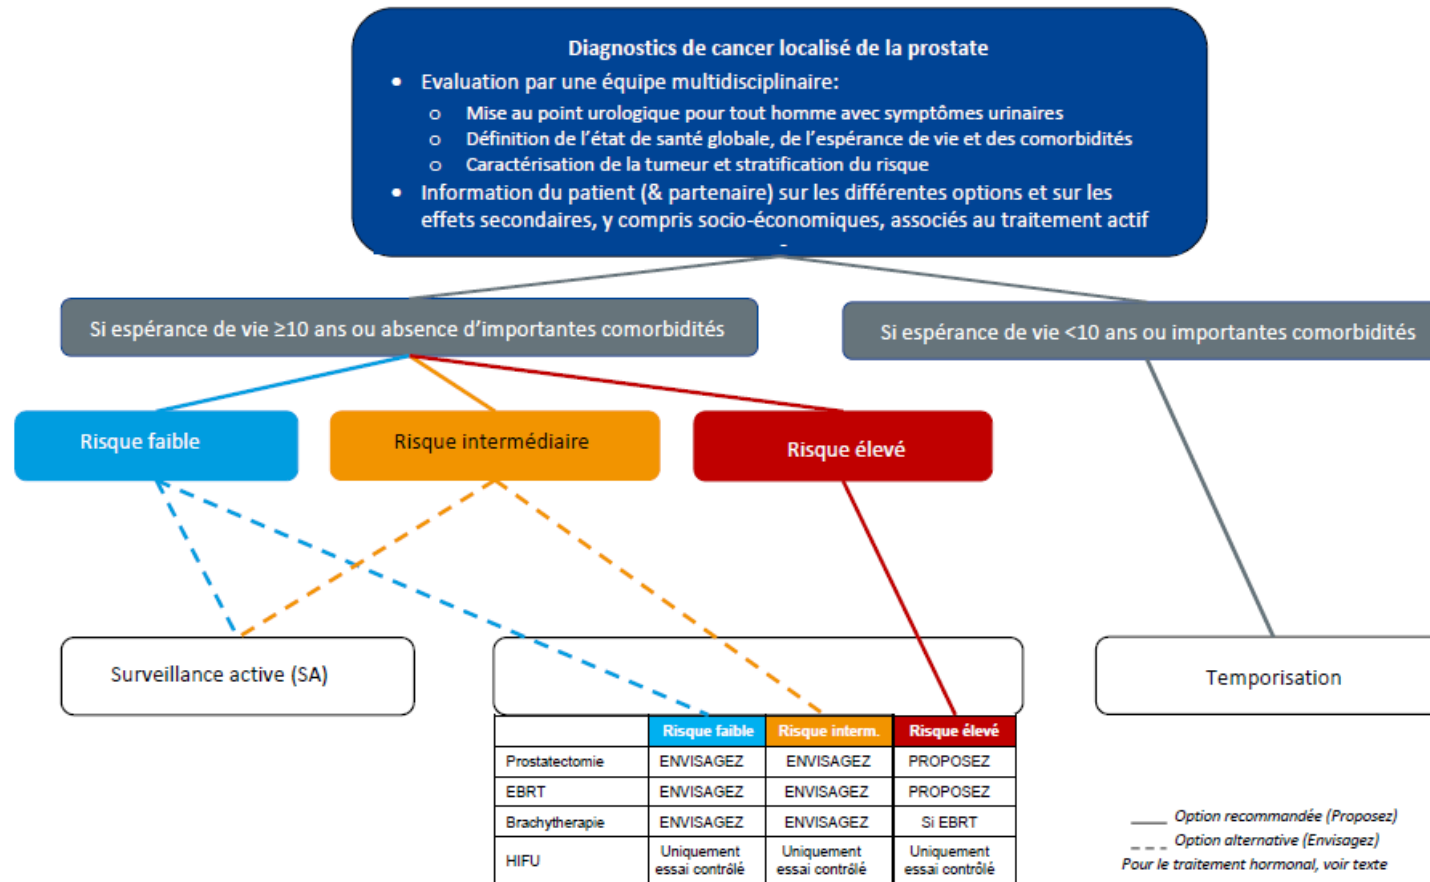 Diagnostics de cancer localisé de la prostate
• Evaluation par une équipe multidisciplinaire:
o Mise au point urologique pour tout homme avec symptômes urinaires
o Définition de l'état de santé globale, de l'espérance de vie et des comorbidités
o Caractérisation de la tumeur et stratification du risque
• Information du patient (& partenaire) sur les différentes options et sur les
effets secondaires, y compris socio-économiques, associés au traitement actif
-
Si espérance de vie ≥10 ans ou absence d'importantes comorbidités
Si espérance de vie <10 ans ou importantes comorbidités
Risque faible
Risque intermédiaire
Risque élevé
Surveillance active (SA)
Temporisation
Risque faible Risque interm. Risque élevé
Prostatectomie ENVISAGEZ ENVISAGEZ PROPOSEZ
EBRT ENVISAGEZ ENVISAGEZ PROPOSEZ
Brachytherapie ENVISAGEZ ENVISAGEZ Si EBRT
HIFU Uniquement essai contrôlé Uniquement essai contrôlé Uniquement essai contrôlé
Option recommandée (Proposez)
Option alternative (Envisagez)
Pour le traitement hormonal, voir texte